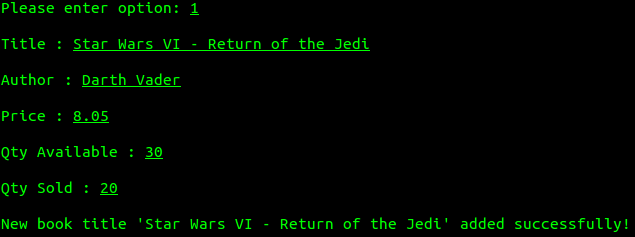 Please enter option: 1
Title : Star Wars VI - Return of the Jedi
Author : Darth Vader
Price : 8.05
Qty Available : 30
Qty Sold : 20
New book title 'Star Wars VI - Return of the Jedi' added successfully!